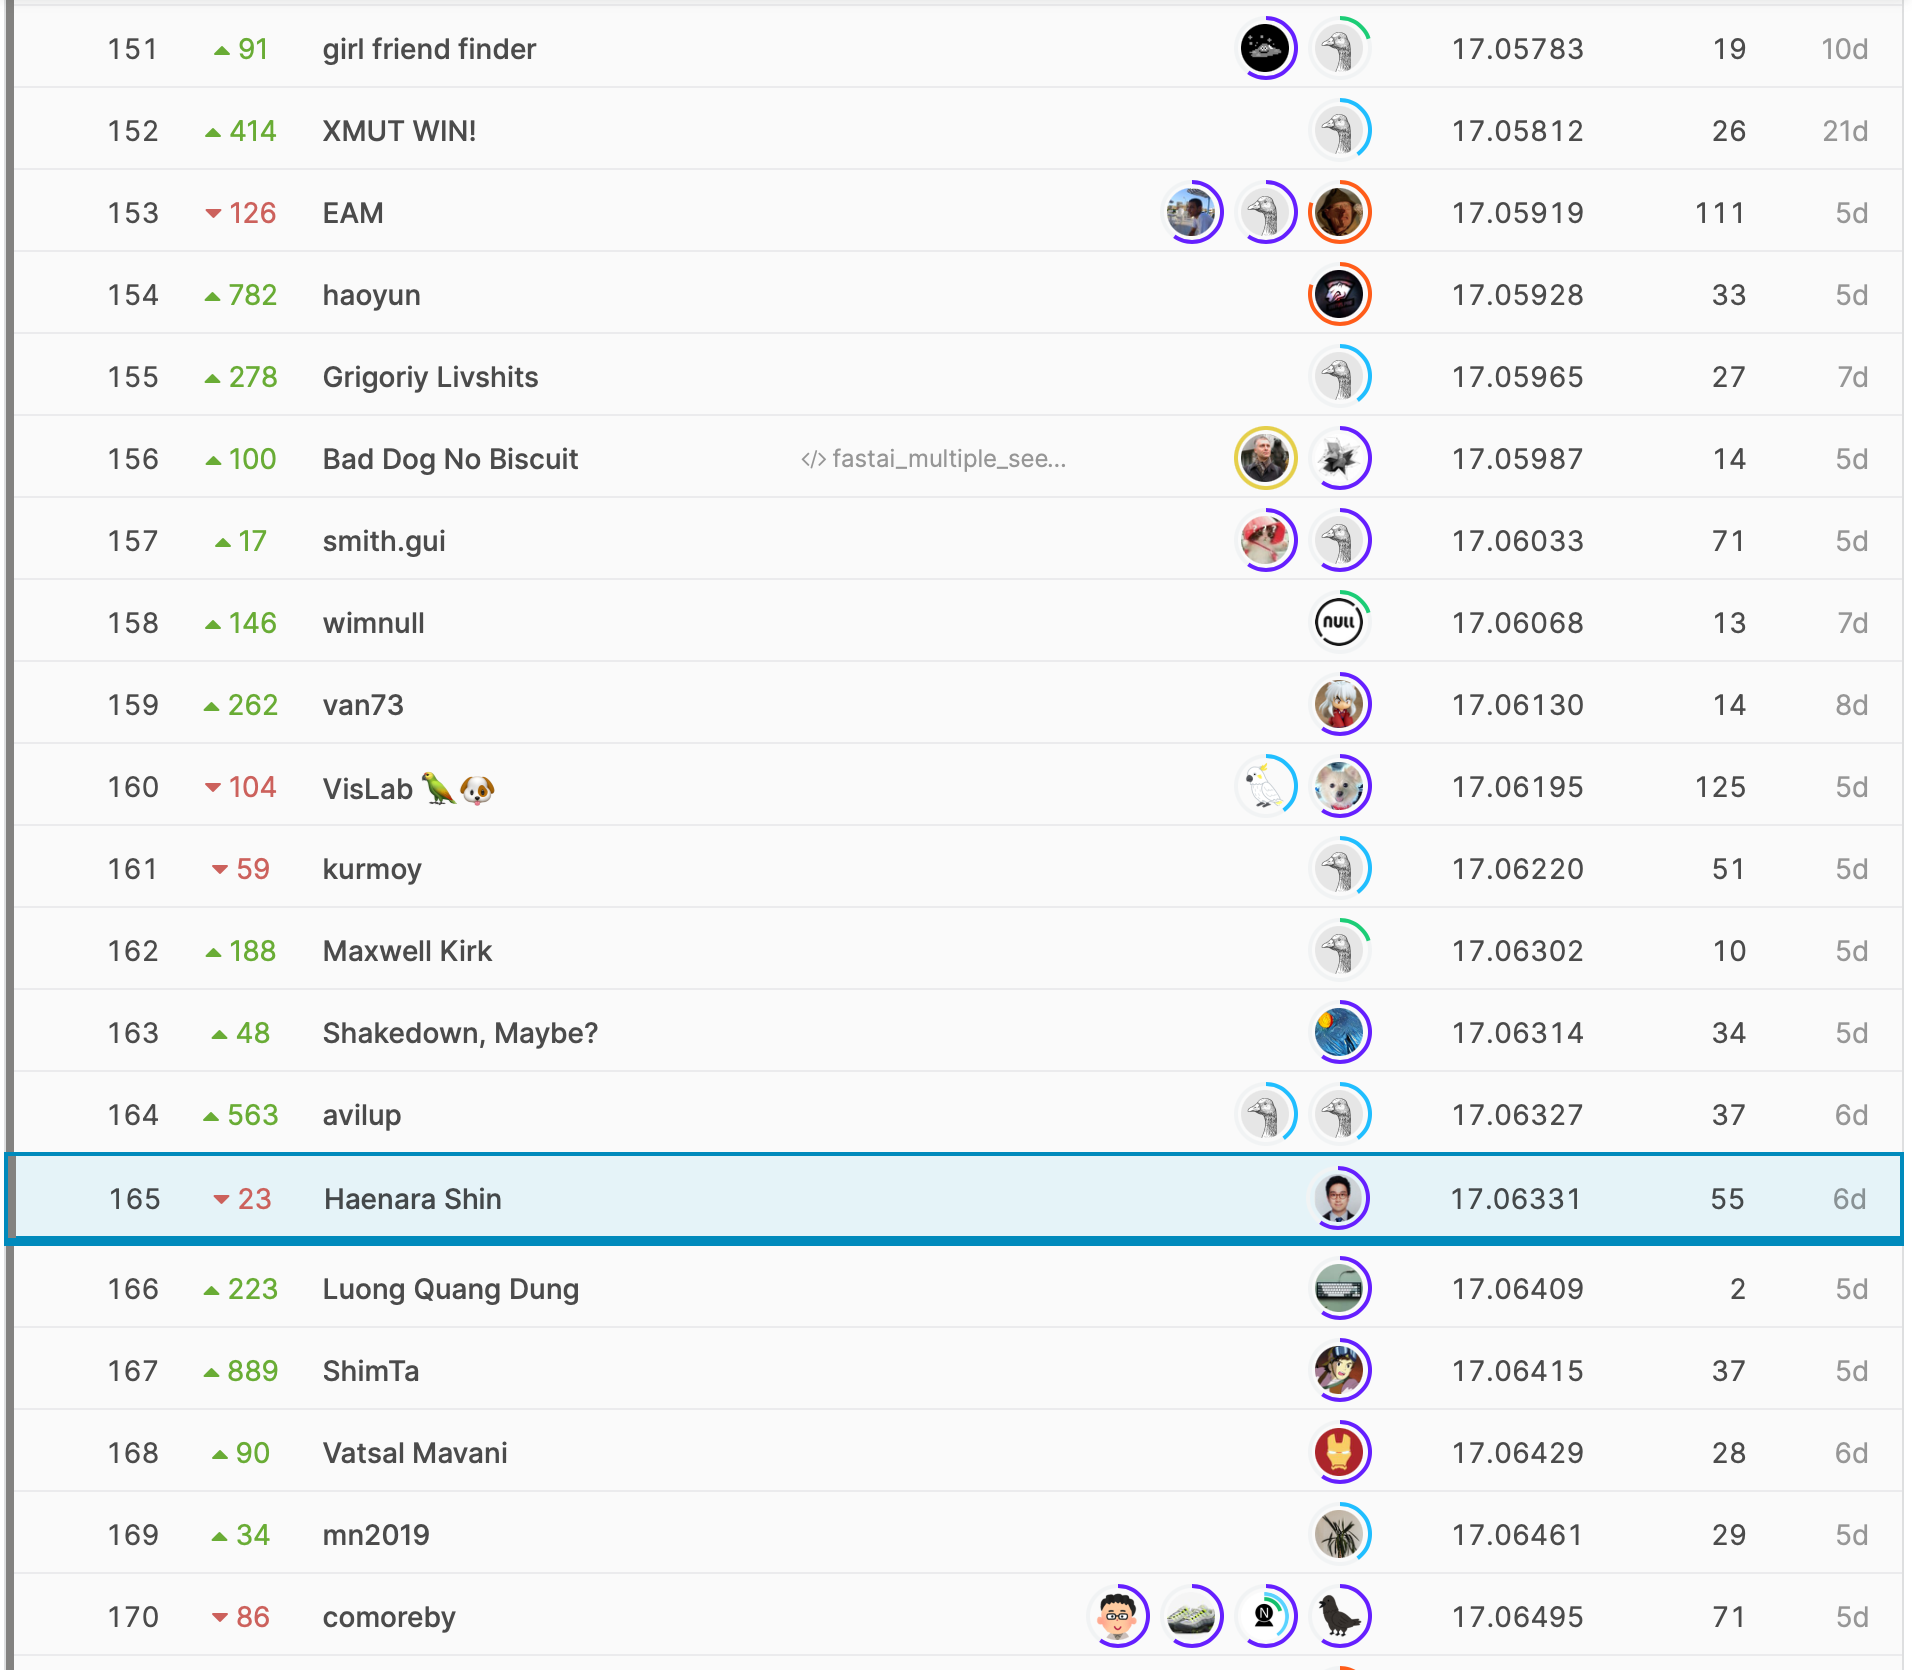 151 91 girl friend finder 17.05783 19 10d
152 414 XMUT WIN! 17.05812 26 21d
153 126 EAM 17.05919 111 5d
154 782 haoyun 17.05928 33 5d
155 278 Grigoriy Livshits 17.05965 27 7d
156 100 Bad Dog No Biscuit </> fastai_multiple_see... 17.05987 14 5d
157 17 smith.gui 17.06033 71 5d
158 146 wimnull null 17.06068 13 7d
159 262 van73 17.06130 14 8d
160 104 VisLab 17.06195 125 5d
161 59 kurmoy 17.06220 51 5d
162 188 Maxwell Kirk 17.06302 10 5d
163 48 Shakedown, Maybe? 17.06314 34 5d
164 563 avilup 17.06327 37 6d
165 23 Haenara Shin 17.06331 55 6d
166 223 Luong Quang Dung 17.06409 2 5d
167 889 ShimTa 17.06415 37 5d
168 90 Vatsal Mavani 17.06429 28 6d
169 34 mn2019 17.06461 29 5d
170 86 comoreby N 17.06495 71 5d